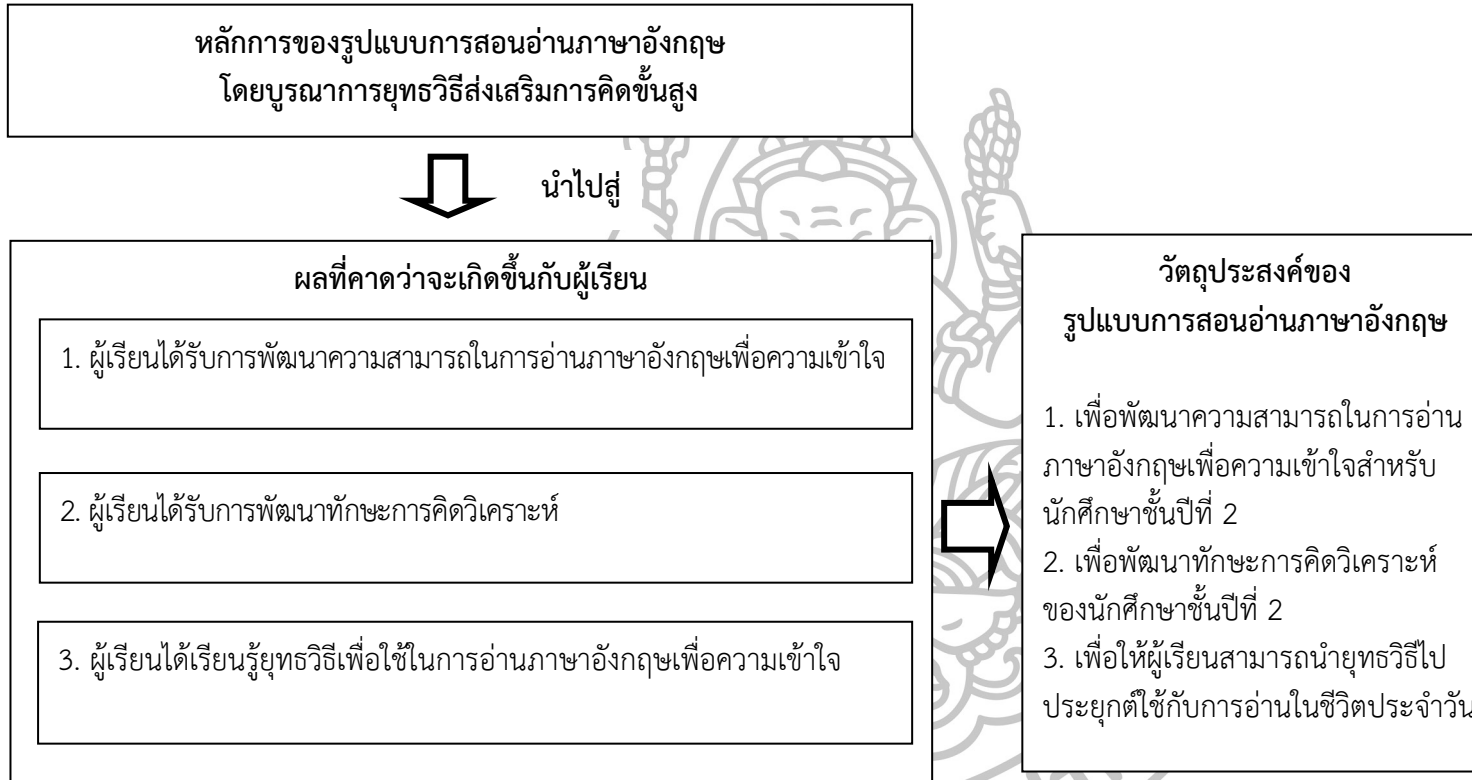 หลักการของรูปแบบการสอนอ่านภาษาอังกฤษ
โดยบูรณาการยุทธวิธีส่งเสริมการคิดขั้นสูง
นำไปสู่
ผลที่คาดว่าจะเกิดขึ้นกับผู้เรียน
1. ผู้เรียนได้รับการพัฒนาความสามารถในการอ่านภาษาอังกฤษเพื่อความเข้าใจ
2. ผู้เรียนได้รับการพัฒนาทักษะการคิดวิเคราะห์
3. ผู้เรียนได้เรียนรู้ยุทธวิธีเพื่อใช้ในการอ่านภาษาอังกฤษเพื่อความเข้าใจ
วัตถุประสงค์ของ
รูปแบบการสอนอ่านภาษาอังกฤษ
1. เพื่อพัฒนาความสามารถในการอ่าน
ภาษาอังกฤษเพื่อความเข้าใจสำหรับ
นักศึกษาชั้นปีที่ 2
2. เพื่อพัฒนาทักษะการคิดวิเคราะห์
ของนักศึกษาชั้นปีที่ 2
3. เพื่อให้ผู้เรียนสามารถนำยุทธวิธีไป
ประยุกต์ใช้กับการอ่านในชีวิตประจำวัน